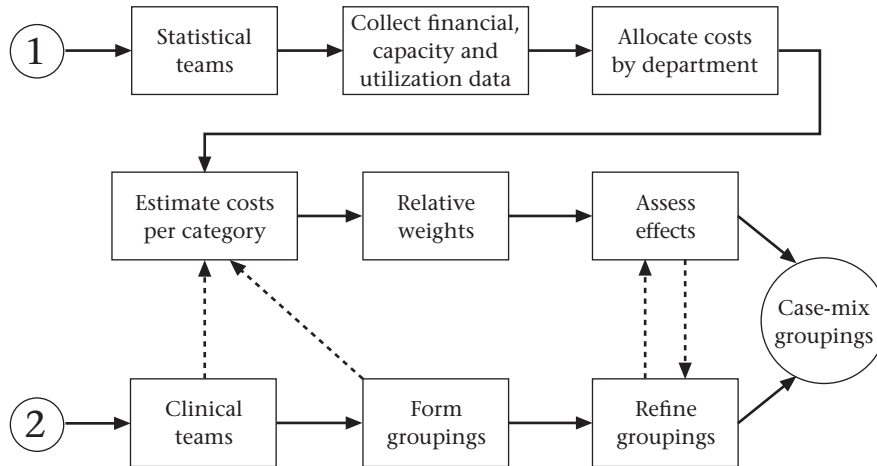 1
Statistical
teams
Collect financial,
capacity and
utilization data
Allocate costs
by department
Estimate costs
per category
Relative
weights
Assess
effects
Case-mix
groupings
2
Clinical
teams
Form
groupings
Refine
groupings